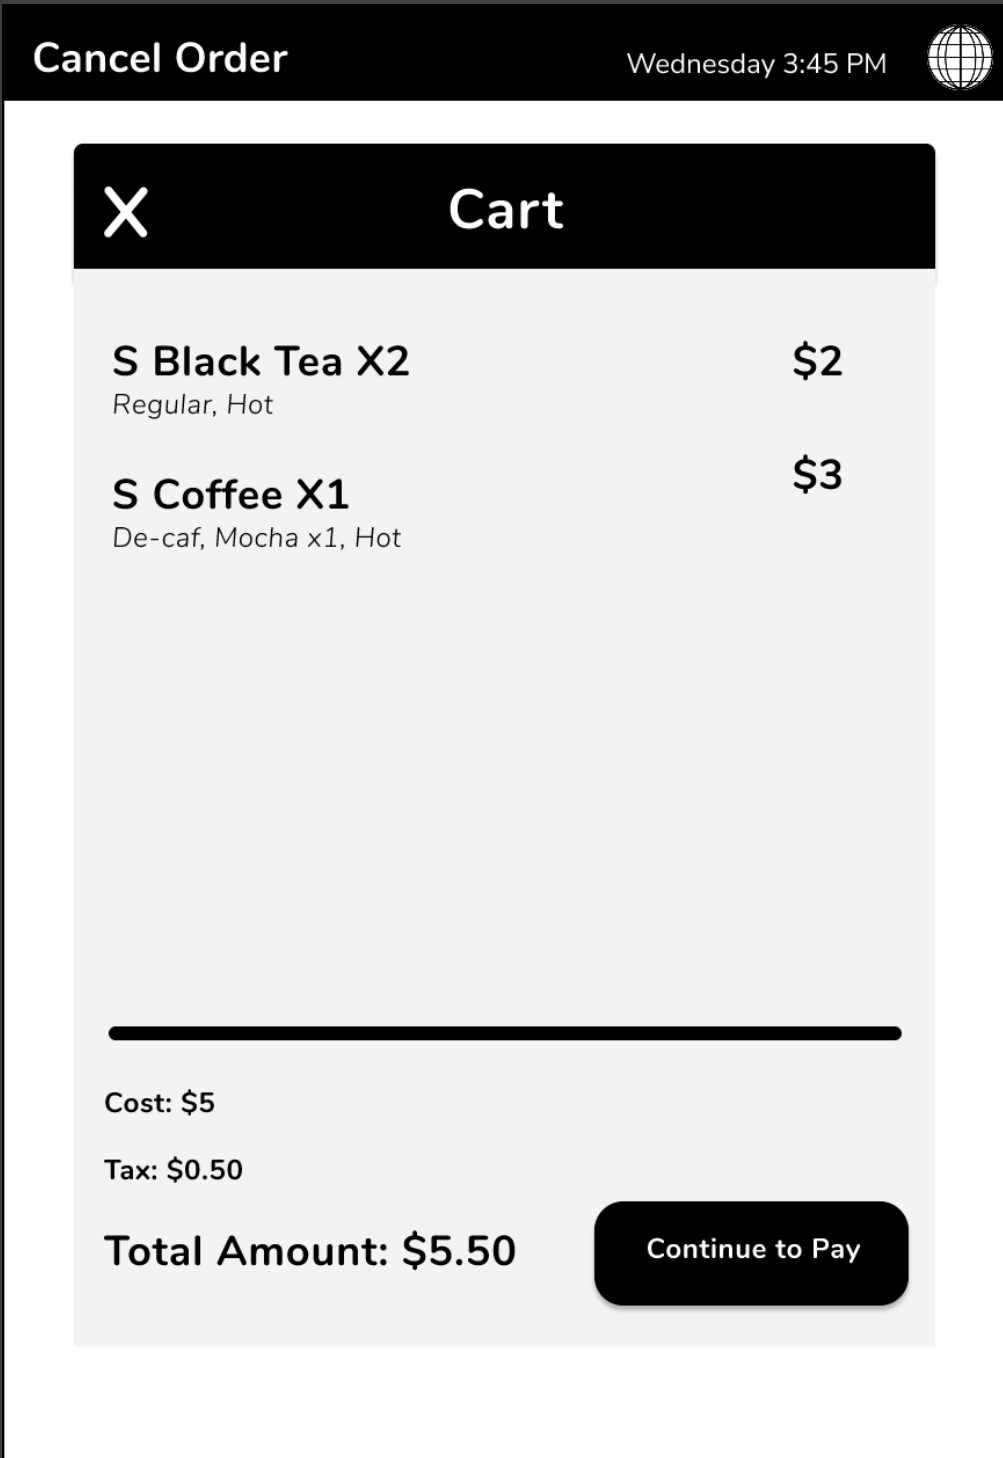 Cancel Order
Wednesday 3:45 PM
X
Cart
S Black Tea X2
$2
Regular, Hot
S Coffee X1
$3
De-caf, Mocha x1, Hot
Cost: $5
Tax: $0.50
Total Amount: $5.50
Continue to Pay